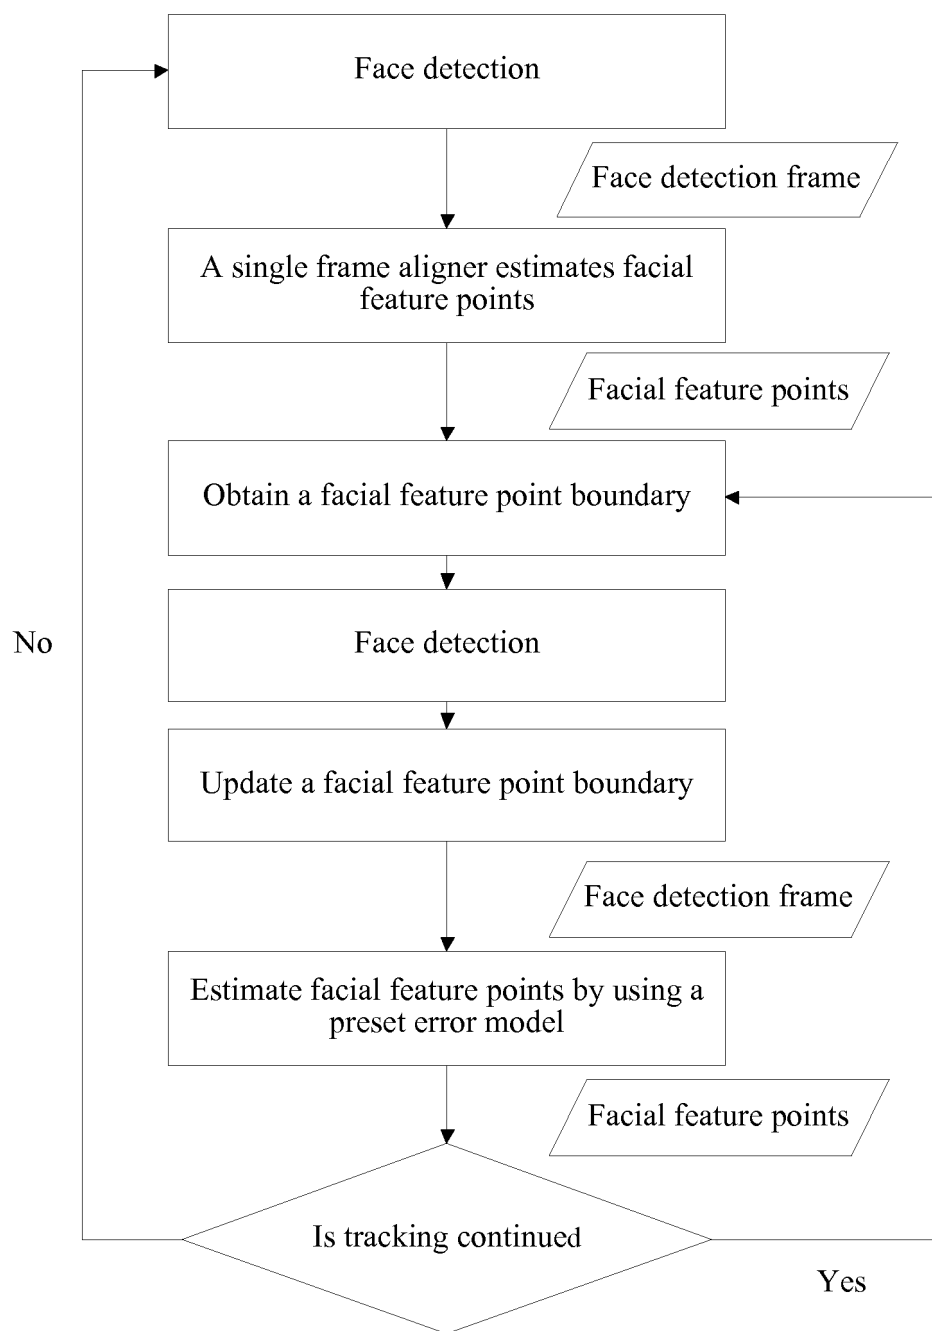 Face detection
Face detection frame
A single frame aligner estimates facial
feature points
Facial feature points
Obtain a facial feature point boundary
Face detection
No
Update a facial feature point boundary
Face detection frame
Estimate facial feature points by using a
preset error model
Facial feature points
Is tracking continued
Yes